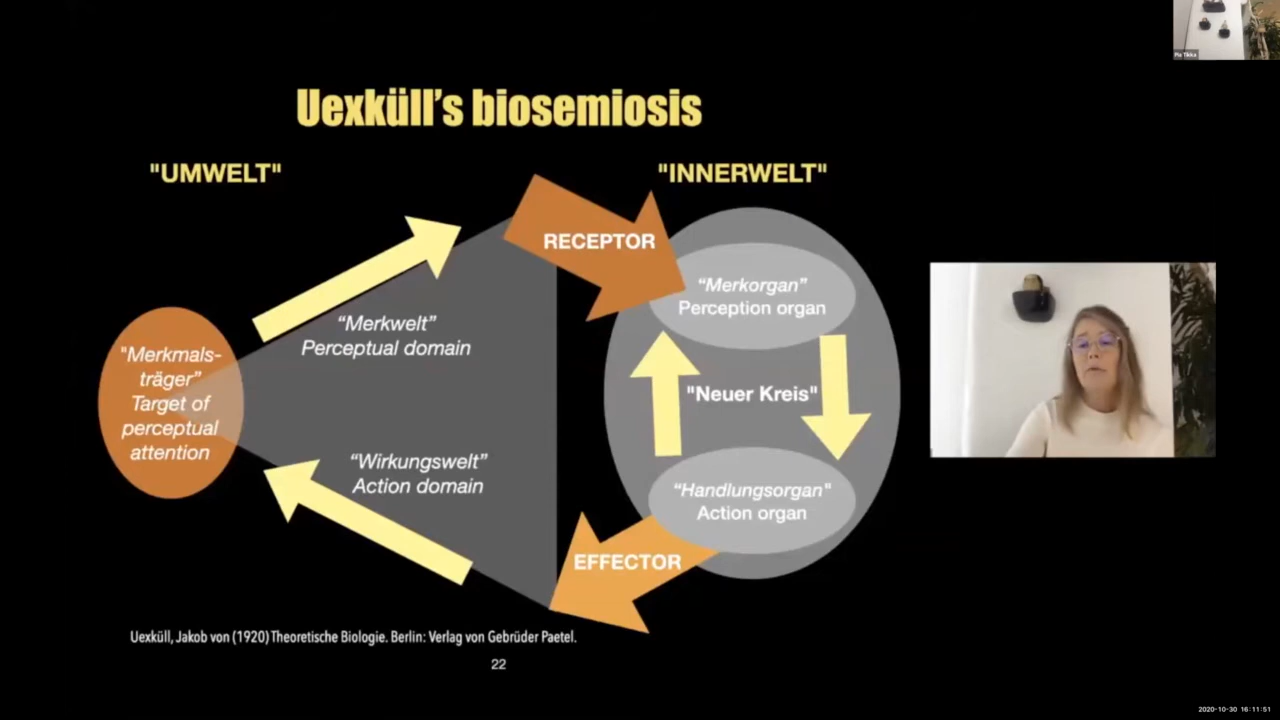 Pia Tikka
Uexküll's biosemiosis
"UMWELT"
"INNERWELT"
RECEPTOR
"Merkmals-
träger"
Target of
perceptual
attention
“Merkwelt”
Perceptual domain
“Merkorgan”
Perception organ
"Neuer Kreis"
“Wirkungswelt”
Action domain
“Handlungsorgan"
Action organ
EFFECTOR
Uexküll, Jakob von (1920) Theoretische Biologie. Berlin: Verlag von Gebrüder Paetel.
22
2020-10-30 16:11:51